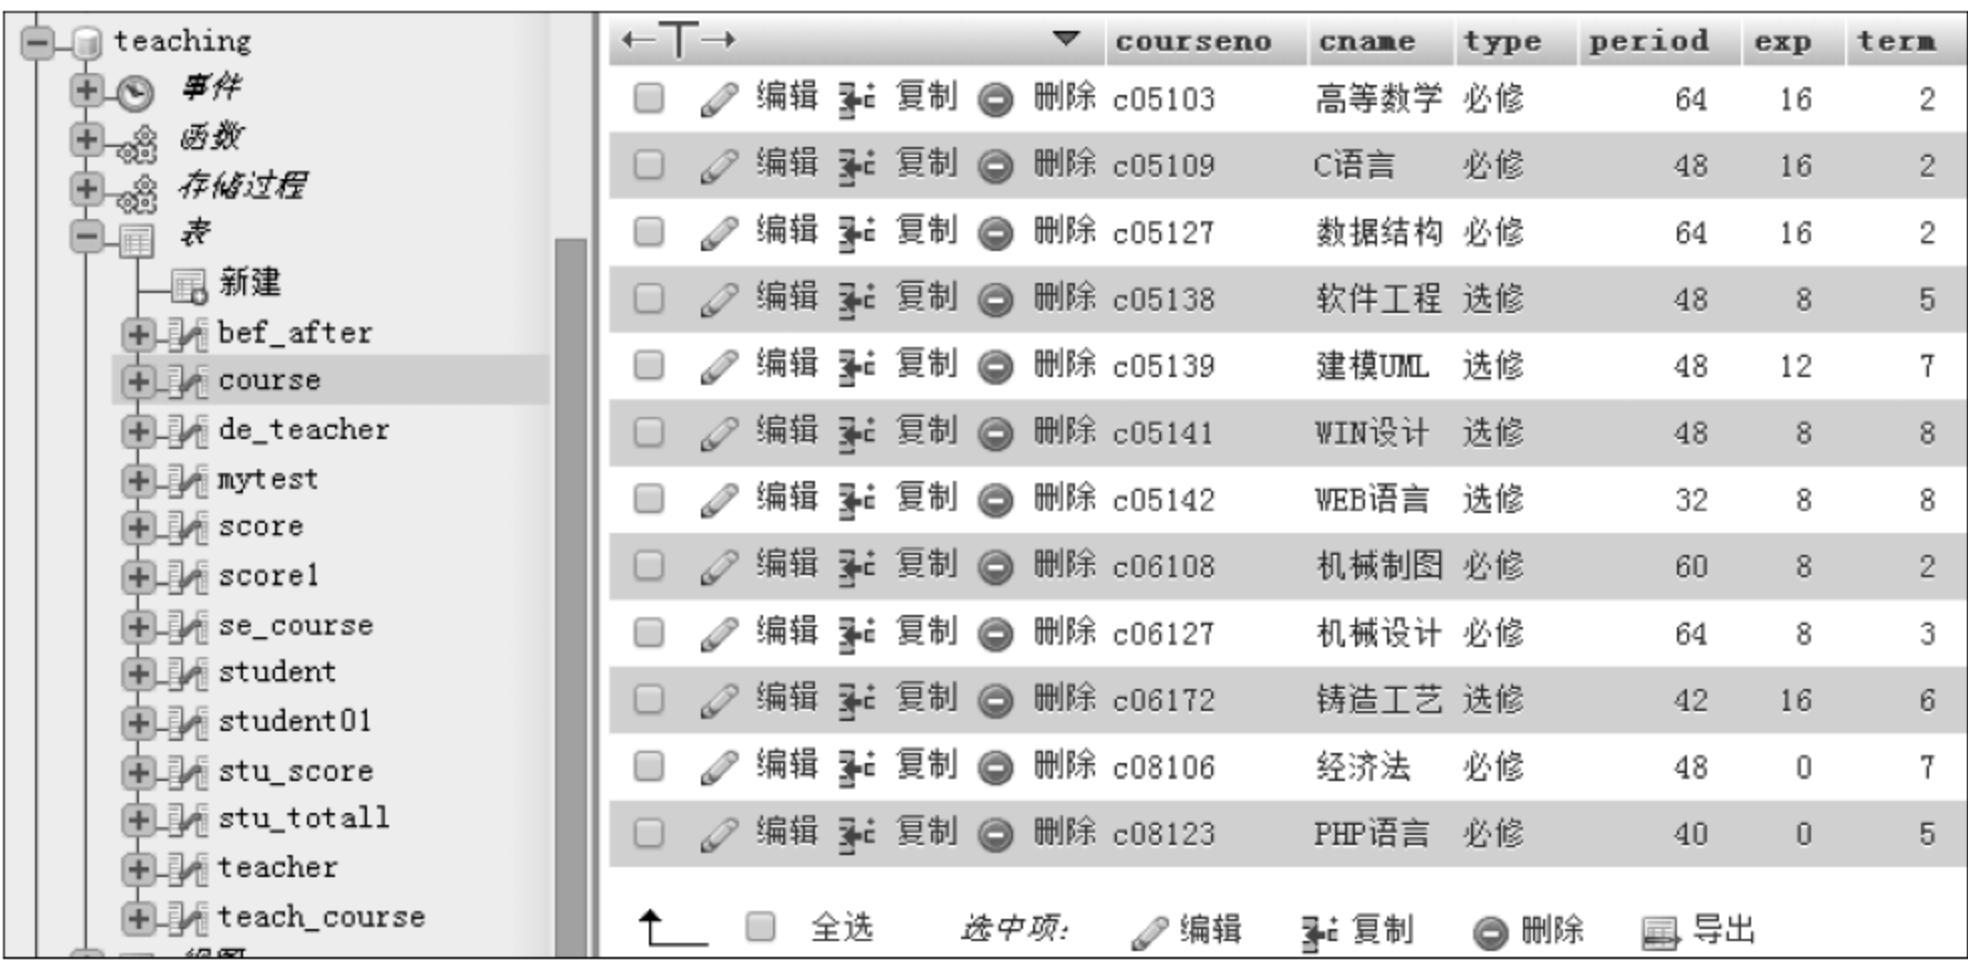 teaching
事件
函数
存储过程
表
新建
bef_after
course
de_teacher
mytest
score
score1
se_course
student
student01
stu_score
stu_totall
teacher
teach_course
courseno cname type period exp term
编辑 复制 删除 c05103 高等数学 必修 64 16 2
编辑 复制 删除 c05109 C语言 必修 48 16 2
编辑 复制 删除 c05127 数据结构 必修 64 16 2
编辑 复制 删除 c05138 软件工程 选修 48 8 5
编辑 复制 删除 c05139 建模UML 选修 48 12 7
编辑 复制 删除 c05141 WIN设计 选修 48 8 8
编辑 复制 删除 c05142 WEB语言 选修 32 8 8
编辑 复制 删除 c06108 机械制图 必修 60 8 2
编辑 复制 删除 c06127 机械设计 必修 64 8 3
编辑 复制 删除 c06172 铸造工艺 选修 42 16 6
编辑 复制 删除 c08106 经济法 必修 48 0 7
编辑 复制 删除 c08123 PHP语言 必修 40 0 5
全选 选中项: 编辑 复制 删除 导出